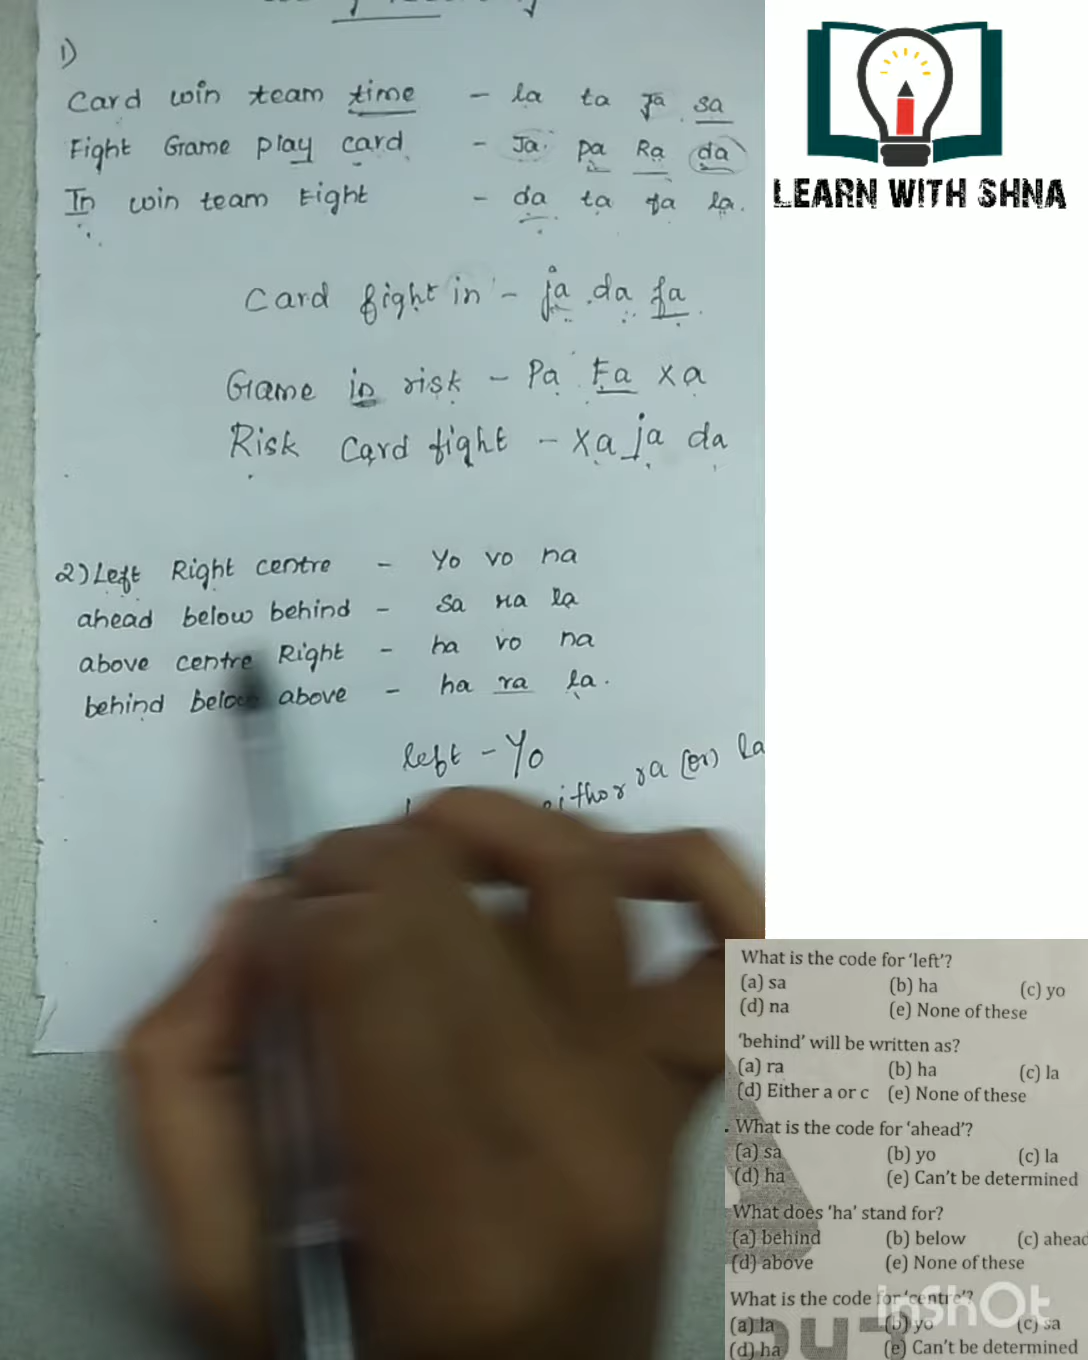 1)
Card win team time - la ta Ja sa
Fight Game play card - Ja pa Ra da
In win team Fight - da ta fa la.
Card fight in - ja da fa
Game in risk - Pa Fa xa
Risk Card fight - xa ja da
2) Left Right centre - Yo vo na
ahead below behind - sa ra la
above centre Right - ha vo na
behind below above - ha ra la.
left - Yo
either ra (or) la
LEARN WITH SHNA
What is the code for 'left'?
(a) sa (b) ha (c) yo
(d) na (e) None of these
'behind' will be written as?
(a) ra (b) ha (c) la
(d) Either a or c (e) None of these
What is the code for 'ahead'?
(a) sa (b) yo (c) la
(d) ha (e) Can't be determined
What does 'ha' stand for?
(a) behind (b) below (c) ahead
(d) above (e) None of these
What is the code for 'centre'?
(a) la (b) yo (c) sa
(d) ha (e) Can't be determined
inShOt